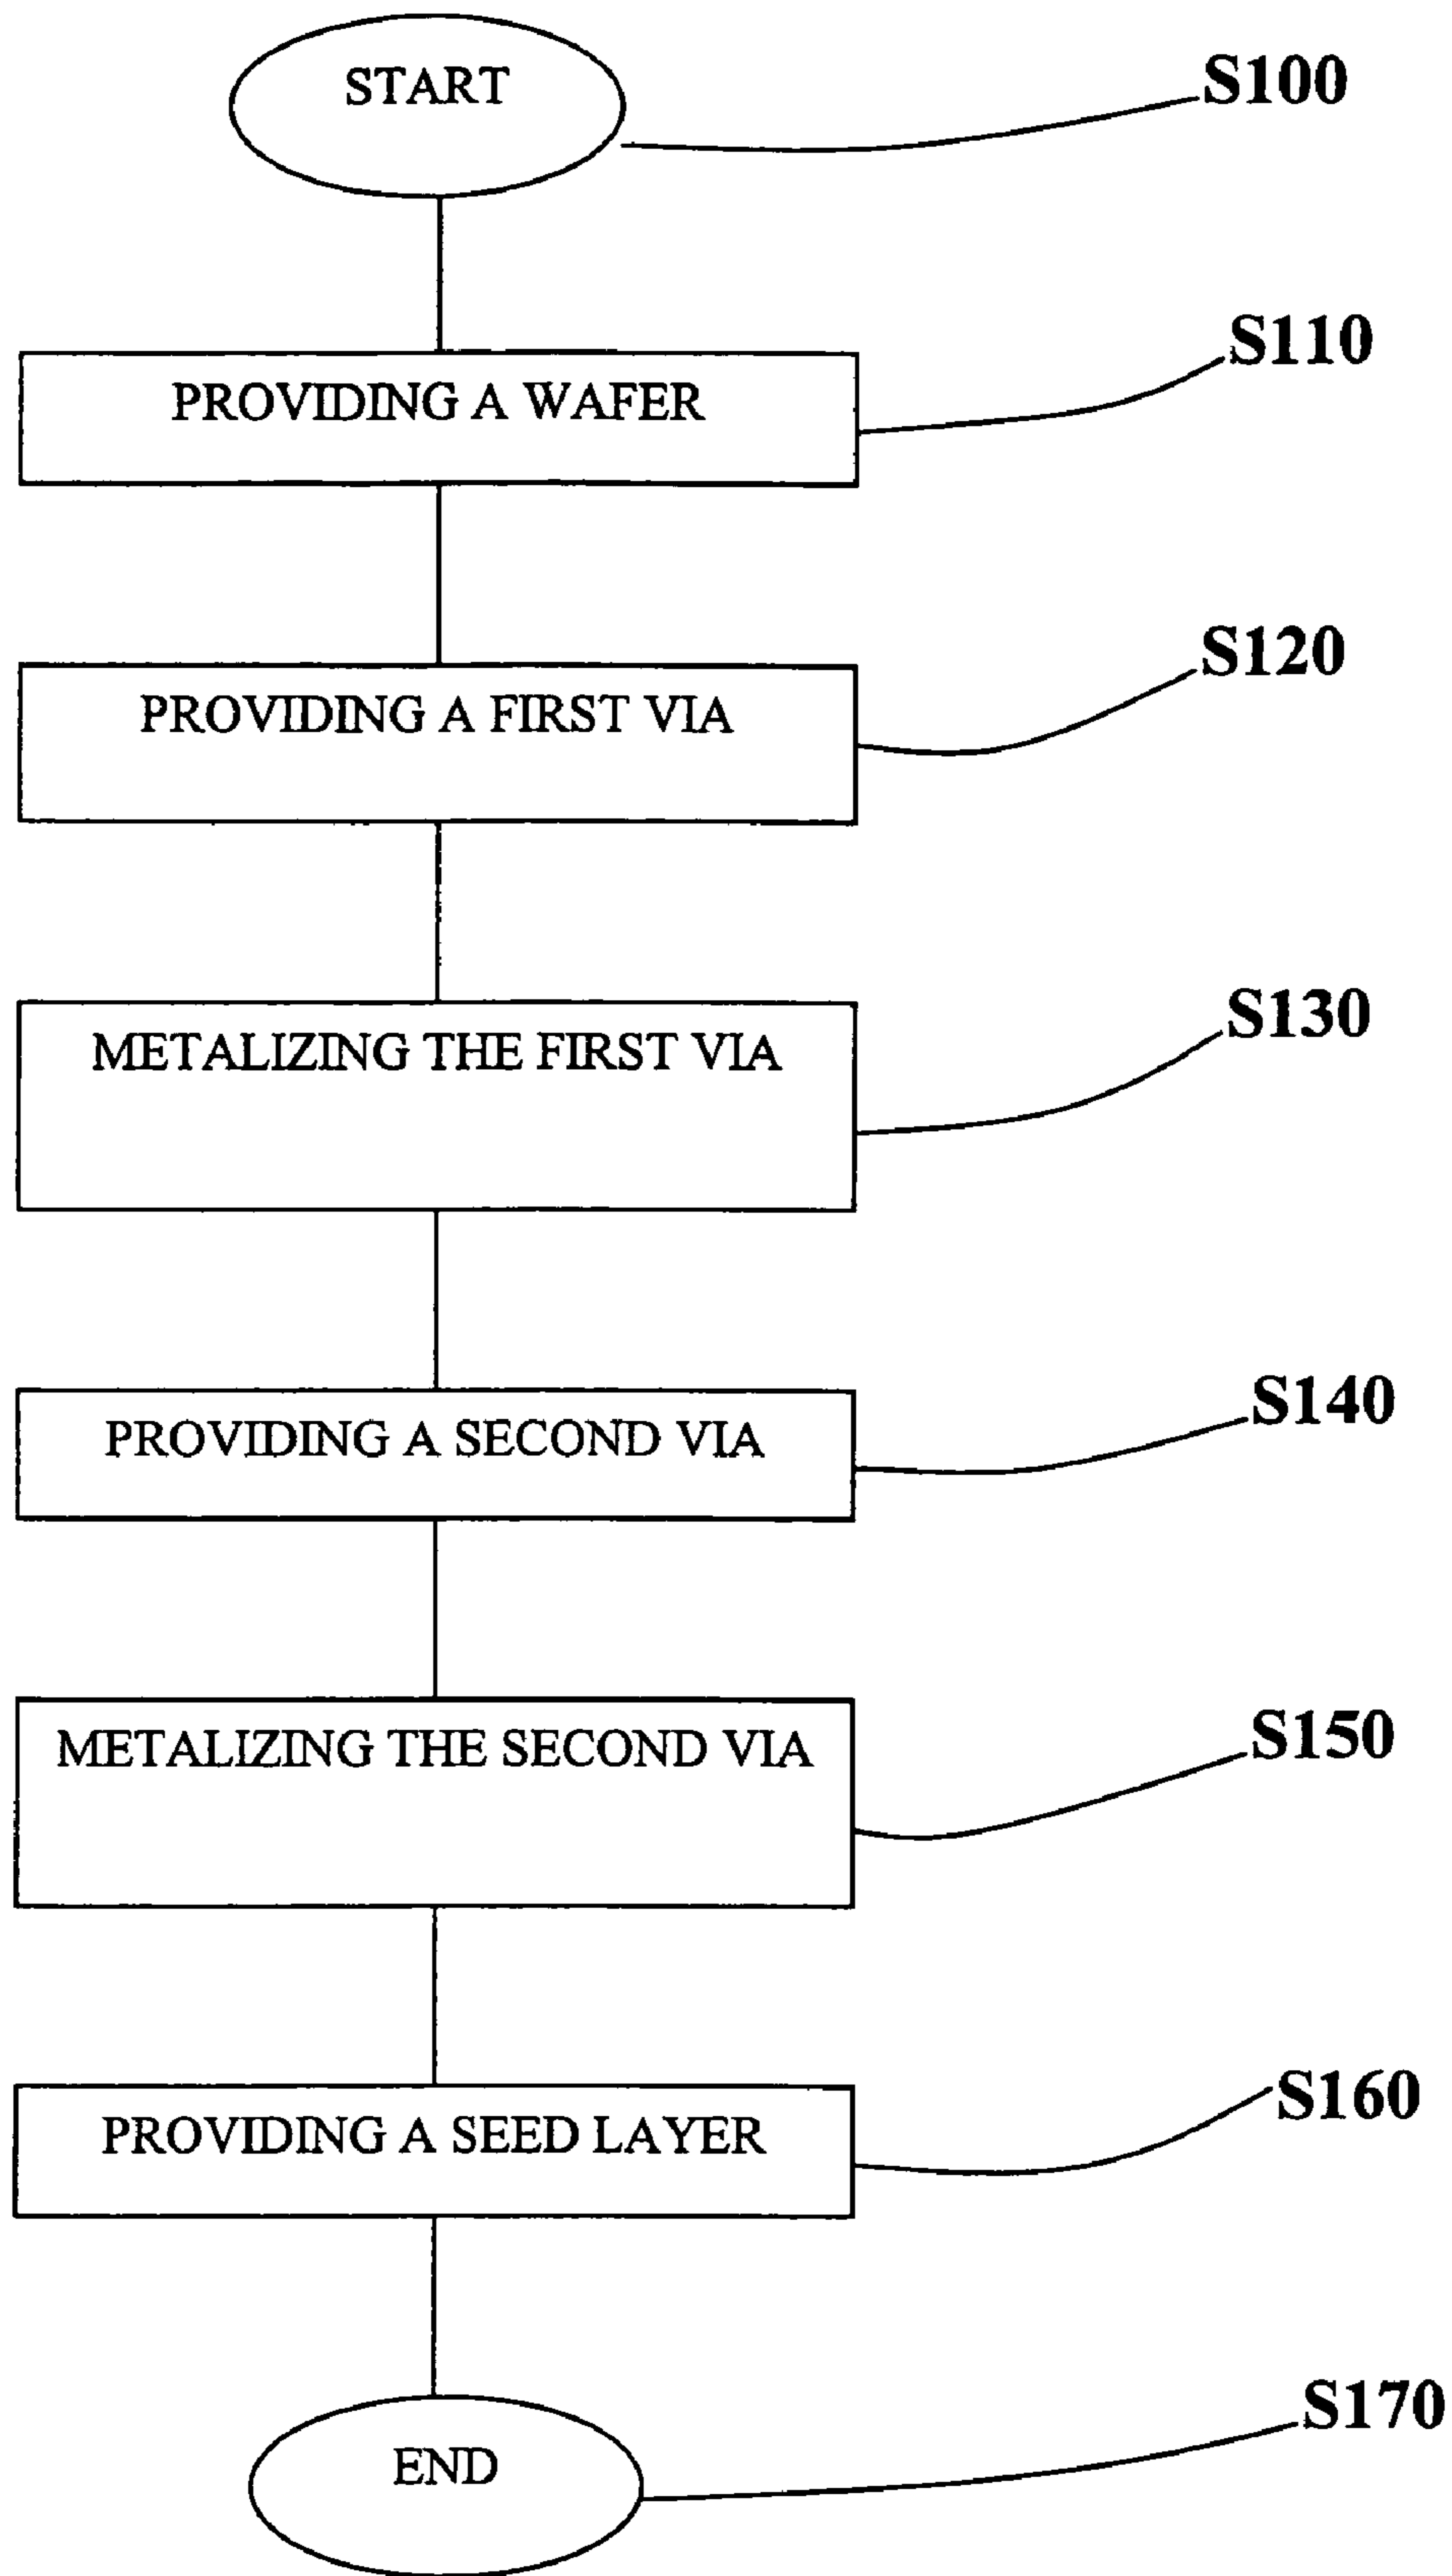 START
S100
PROVIDING A WAFER
S110
PROVIDING A FIRST VIA
S120
METALIZING THE FIRST VIA
S130
PROVIDING A SECOND VIA
S140
METALIZING THE SECOND VIA
S150
PROVIDING A SEED LAYER
S160
END
S170